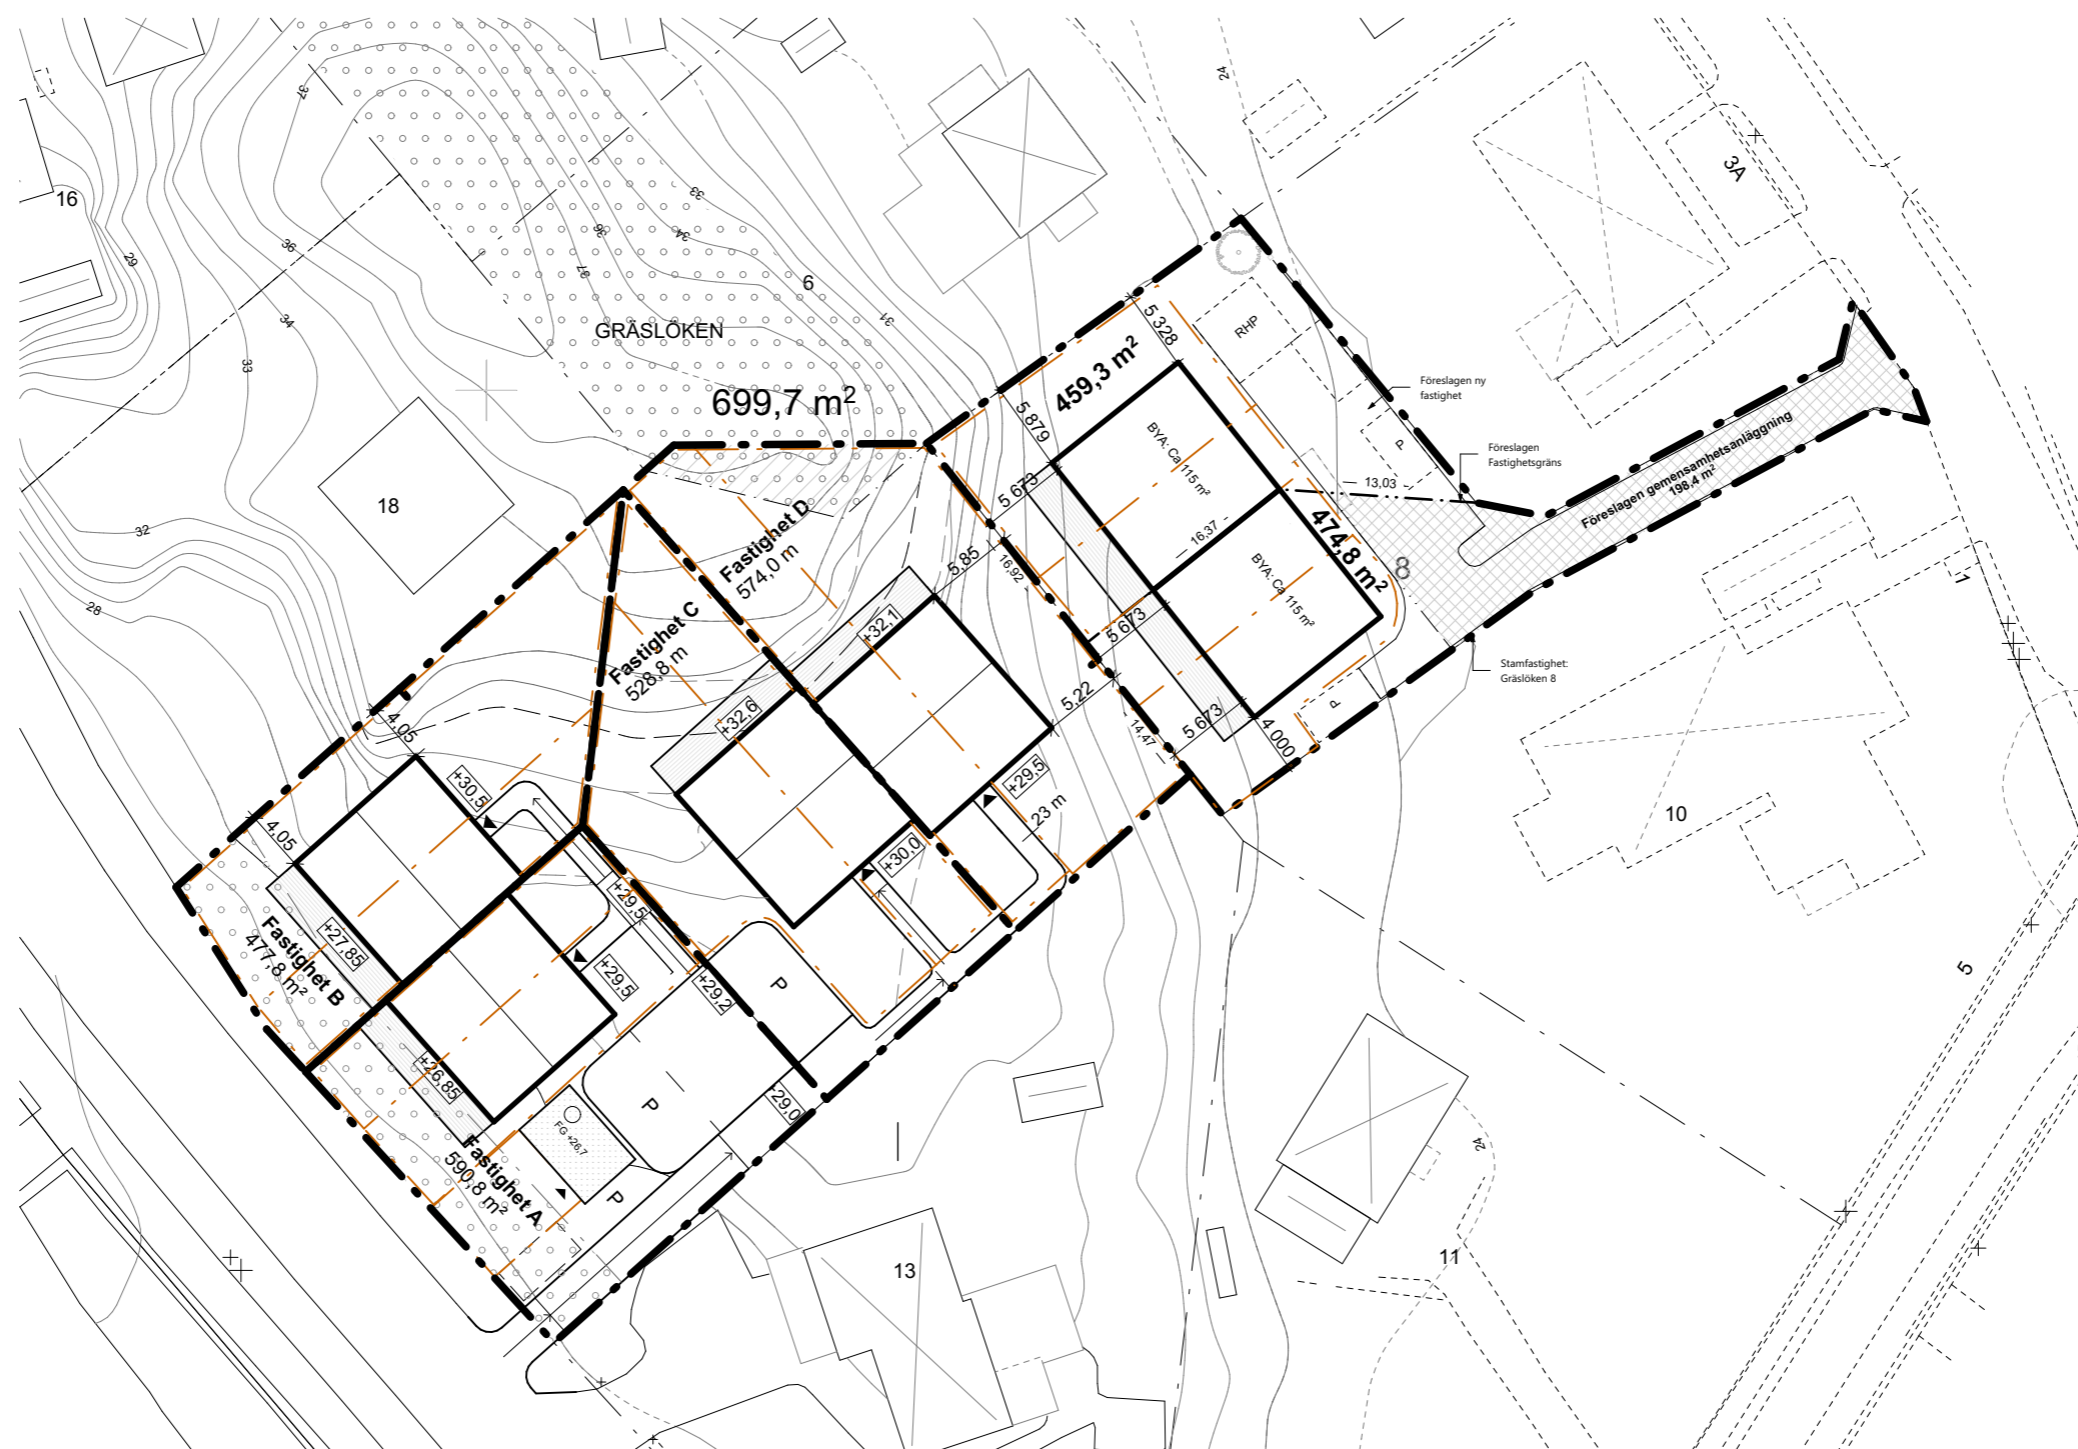 37
24
3A
16
29
36
33
34
36
37
6
31
34
33
GRÄSLÖKEN
699,7 m²
459,3 m²
5 328
RHP
Föreslagen ny
fastighet
5 879
BYA: Ca 115 m²
P
Föreslagen
Fastighetsgräns
Föreslagen gemensamhetsanläggning
198,4 m²
18
32
5 673
13,03
16,37
474,8 m²
8
Fastighet D
574,0 m
5,85
16,92
BYA: Ca 115 m²
1
28
Fastighet C
528,8 m
+32,1
5 673
Stamfastighet:
Gräslöken 8
+32,6
5,22
14,47
5 673
4 000
P
4,05
+30,5
+29,5
23 m
10
4,05
+30,0
+29,5
Fastighet B
477,8 m²
+27,85
+29,5
+29,2
P
5
+26,85
P
+29,0
FG +26,7
Fastighet A
590,8 m²
P
24
13
11